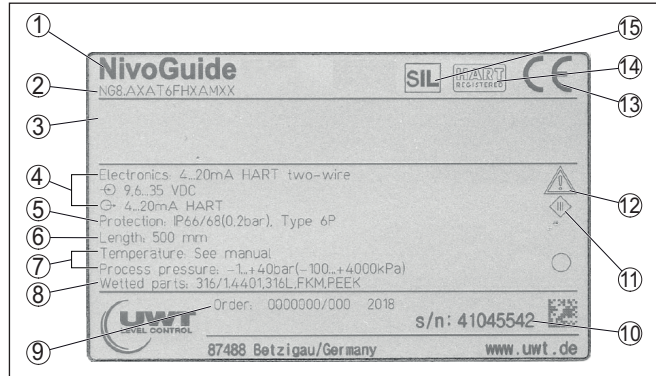 1
NivoGuide
SIL
HART
REGISTERED
CE
15
14
13
2
NG8.AXAT6FHXAMXX
3
4
Electronics: 4...20mA HART two-wire
9,6...35 VDC
4...20mA HART
12
5
Protection: IP66/68(0.2bar), Type 6P
6
Length: 500 mm
11
7
Temperature: See manual
Process pressure: -1...+40bar(-100...+4000kPa)
8
Wetted parts: 316/1.4401,316L,FKM,PEEK
9
Order: 0000000/000 2018
uwt
LEVEL CONTROL
s/n: 41045542
10
87488 Betzigau/Germany
www.uwt.de